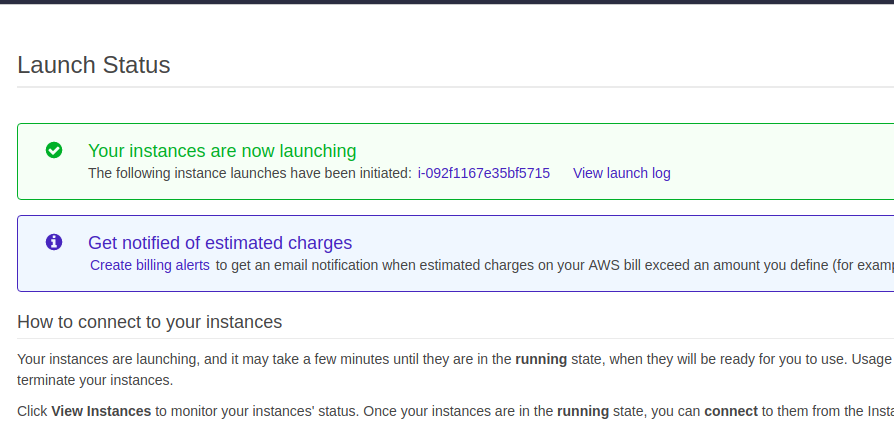 Launch Status
Your instances are now launching
The following instance launches have been initiated: i-092f1167e35bf5715 View launch log
Get notified of estimated charges
Create billing alerts to get an email notification when estimated charges on your AWS bill exceed an amount you define (for
How to connect to your instances
Your instances are launching, and it may take a few minutes until they are in the running state, when they will be ready for you to use. Usage
terminate your instances.
Click View Instances to monitor your instances' status. Once your instances are in the running state, you can connect to them from the